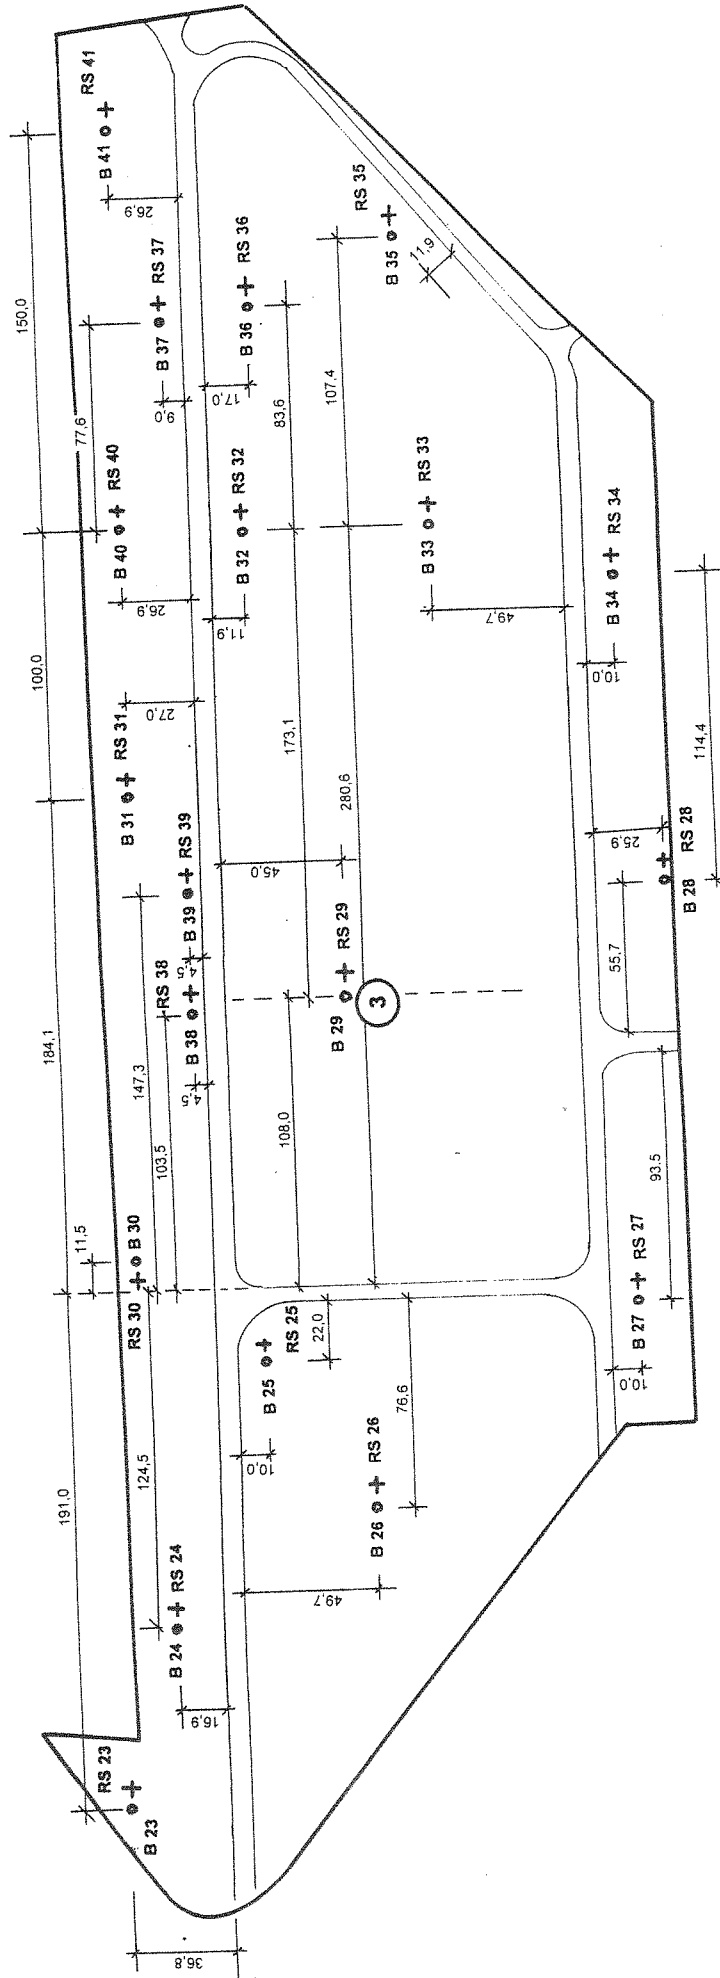 150,0
B 41
RS 41
26,9
77,6
B 37
RS 37
9,0
RS 35
B 35
11,9
B 36
RS 36
17,0
83,6
107,4
100,0
B 40
RS 40
26,9
B 32
RS 32
11,9
B 33
RS 33
49,7
B 34
RS 34
10,0
114,4
184,1
B 31
RS 31
27,0
173,1
280,6
B 39
RS 39
4,5
45,0
25,9
B 28
RS 28
55,7
147,3
103,5
RS 38
B 38
4,5
B 29
RS 29
3
108,0
93.5
11,5
RS 30
B 30
B 27
RS 27
10,0
RS 25
B 25
22,0
10,0
76,6
191,0
124,5
B 26
RS 26
49,7
B 24
RS 24
16,9
RS 23
B 23
36,8